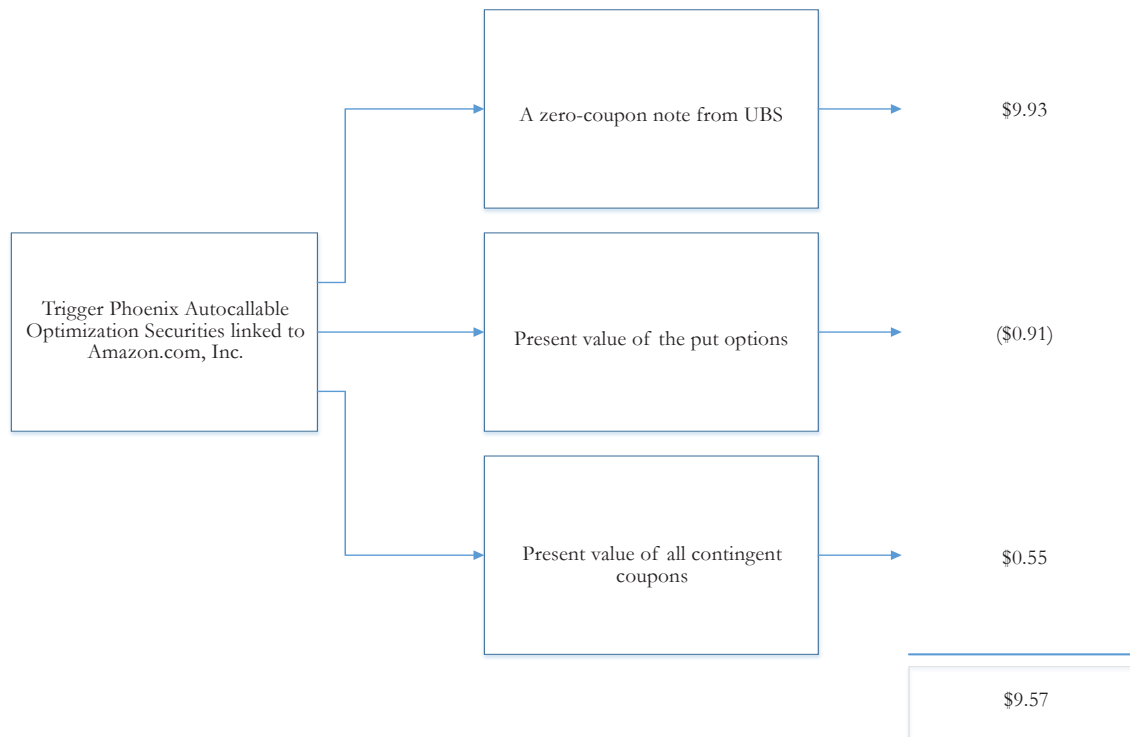 A zero-coupon note from UBS
$9.93
Trigger Phoenix Autocallable
Optimization Securities linked to
Amazon.com, Inc.
Present value of the put options
($0.91)
Present value of all contingent
coupons
$0.55
$9.57